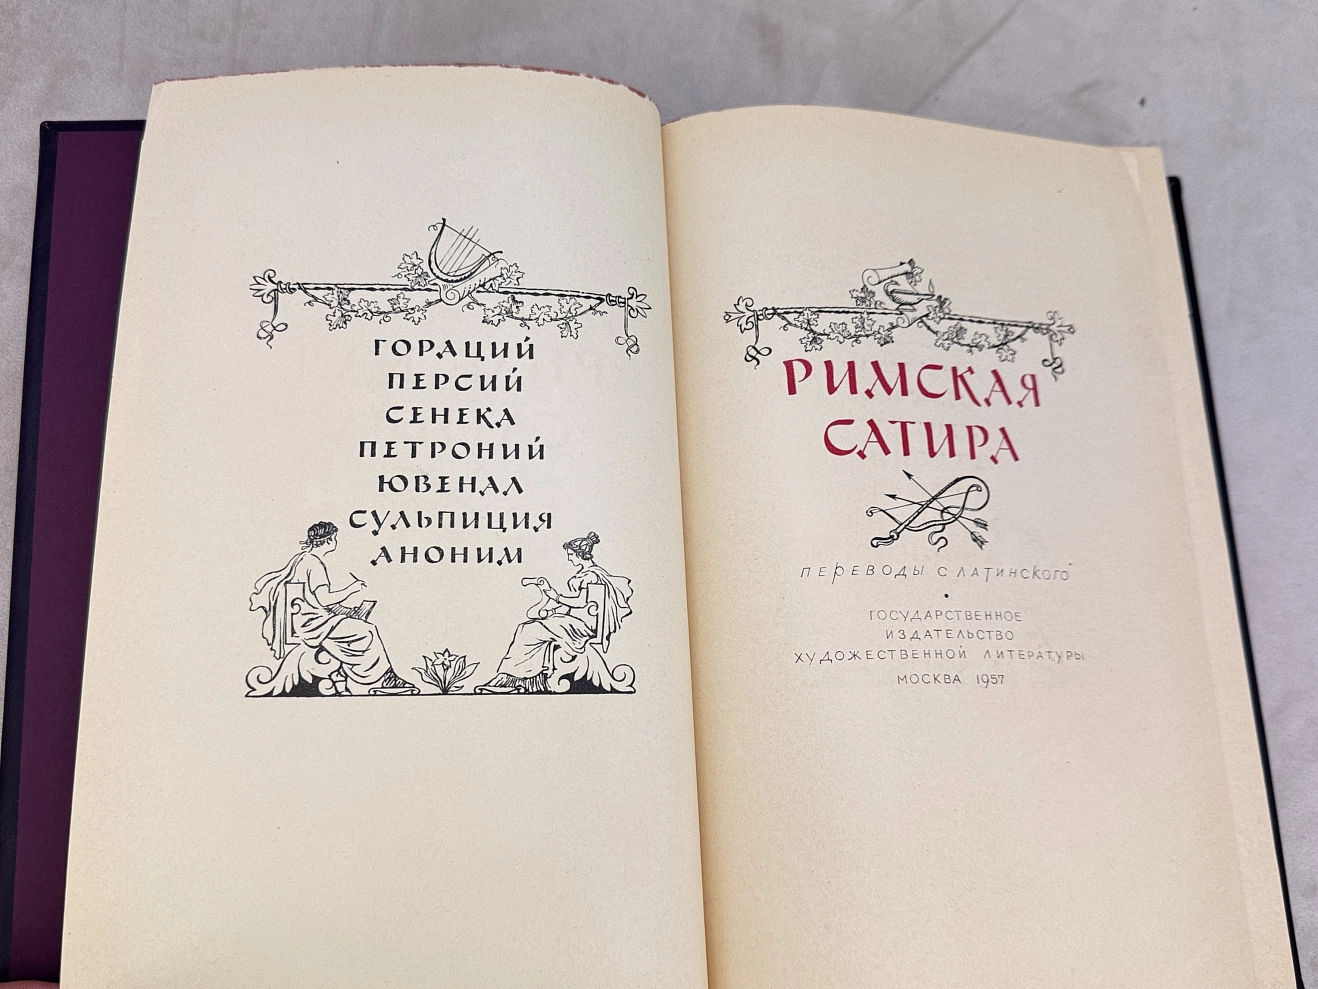 ГОРАЦИЙ
ПЕРСИЙ
СЕНЕКА
ПЕТРОНИЙ
ЮВЕНАЛ
СУЛЬПИЦИЯ
АНОНИМ
РИМСКАЯ
САТИРА
ПЕРЕВОДЫ С ЛАТИНСКОГО
•
ГОСУДАРСТВЕННОЕ
ИЗДАТЕЛЬСТВО
ХУДОЖЕСТВЕННОЙ ЛИТЕРАТУРЫ
МОСКВА 1957